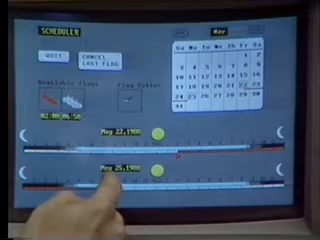 SCHEDULER
May
QUIT
CANCEL
LAST FLAG
Su Mo Tu We Th Fr Sa
1 2
3 4 5 6 7 8 9
10 11 12 13 14 15 16
17 18 19 20 21 22 23
24 25 26 27 28 29 30
31
Available Flags
Flag Cutter
02:00 06:50
May 22,1988
May 25,1988